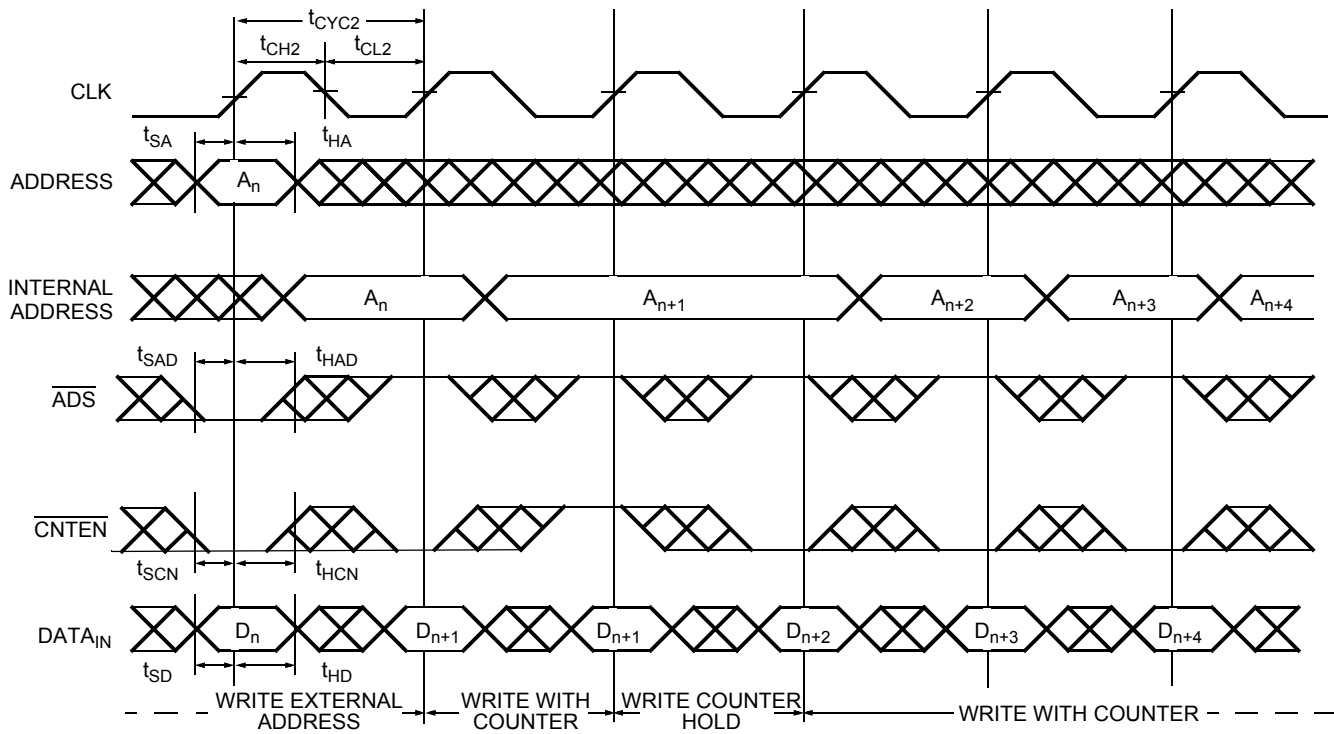 tCYC2
tCH2 tCL2
CLK
tSA tHA
ADDRESS An
INTERNAL
ADDRESS
An An+1 An+2 An+3 An+4
tSAD tHAD
ADS
CNTEN
tSCN tHCN
DATAIN Dn Dn+1 Dn+1 Dn+2 Dn+3 Dn+4
tSD tHD
WRITE EXTERNAL
ADDRESS
WRITE WITH
COUNTER
WRITE COUNTER
HOLD
WRITE WITH COUNTER